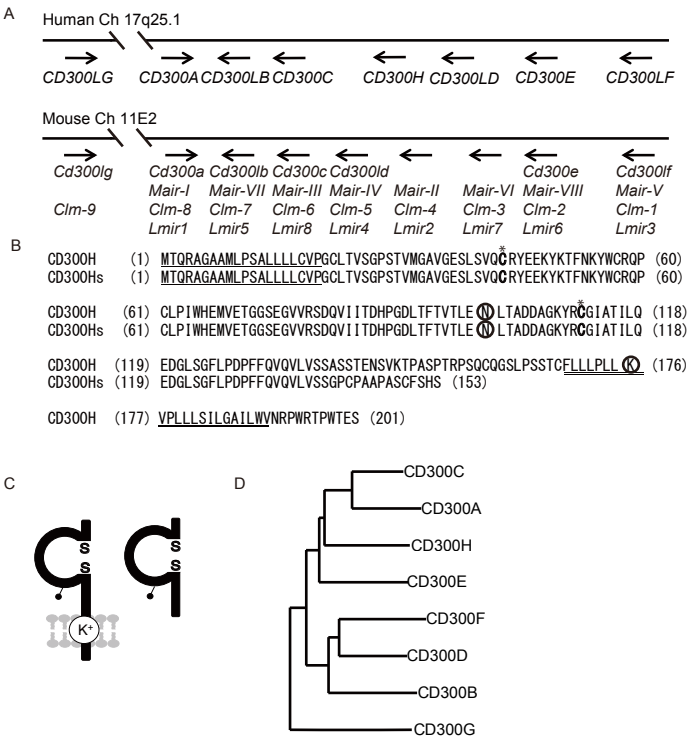 A
Human Ch 17q25.1
CD300LG CD300A CD300LB CD300C CD300H CD300LD CD300E CD300LF
Mouse Ch 11E2
Cd300lg Cd300a Cd300lb Cd300c Cd300ld Cd300e Cd300lf
Mair-I Mair-VII Mair-III Mair-IV Mair-II Mair-VI Mair-VIII Mair-V
Clm-9 Clm-8 Clm-7 Clm-6 Clm-5 Clm-4 Clm-3 Clm-2 Clm-1
Lmir1 Lmir5 Lmir8 Lmir4 Lmir2 Lmir7 Lmir6 Lmir3
B
*
CD300H (1) MTQRAGAAMLPSALLLLCVPGCLTVSGPSTVMGAVGESLSVQCRYEEKYKTFNKYWCRQP (60)
CD300Hs (1) MTQRAGAAMLPSALLLLCVPGCLTVSGPSTVMGAVGESLSVQCRYEEKYKTFNKYWCRQP (60)
*
CD300H (61) CLPIWHEMVETGGSEGVVRSDQVIITDHPGDLTFTVTLENLTADDAGKYRCGIATILQ (118)
CD300Hs (61) CLPIWHEMVETGGSEGVVRSDQVIITDHPGDLTFTVTLENLTADDAGKYRCGIATILQ (118)
CD300H (119) EDGLSGFLPDPFFQVQVLVSSASSTENSVKTPASPTRPSQCQGSLPSSTCFLLLPLLK (176)
CD300Hs (119) EDGLSGFLPDPFFQVQVLVSSGPCPAAPASCFSHS (153)
CD300H (177) VPLLLSILGAILWVNRPWRTPWTES (201)
C
S
S
K+
S
S
D
CD300C
CD300A
CD300H
CD300E
CD300F
CD300D
CD300B
CD300G